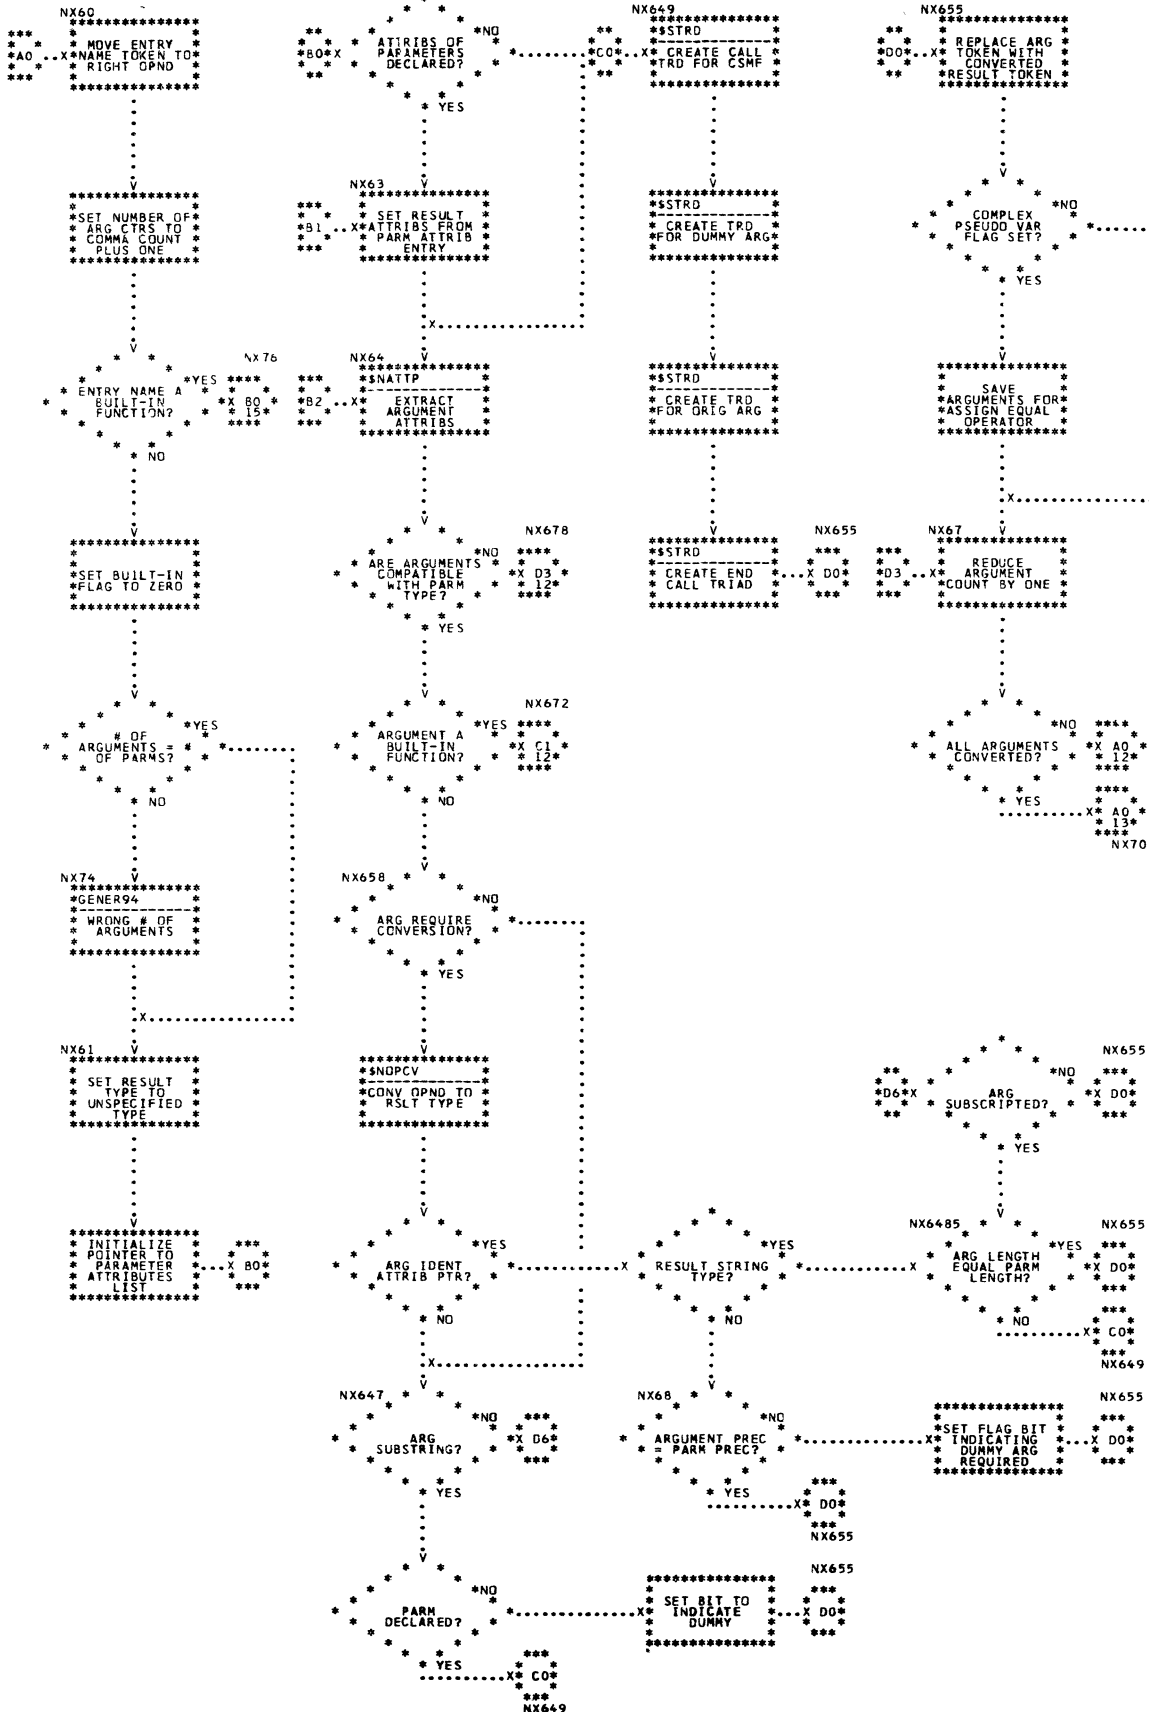 NX60
MOVE ENTRY
NAME TOKEN TO
RIGHT OPND
A0
SET NUMBER OF
ARG CTRS TO
COMMA COUNT
PLUS ONE
NX76
ENTRY NAME A
BUILT-IN
FUNCTION?
YES
B0
15
NO
SET BUILT-IN
FLAG TO ZERO
# OF
ARGUMENTS = #
OF PARMS?
YES
NO
NX74
GENER94
WRONG # OF
ARGUMENTS
NX61
SET RESULT
TYPE TO
UNSPECIFIED
TYPE
INITIALIZE
POINTER TO
PARAMETER
ATTRIBUTES
LIST
B0
B0
ATTRIBS OF
PARAMETERS
DECLARED?
NO
YES
NX63
B1
SET RESULT
ATTRIBS FROM
PARM ATTRIB
ENTRY
NX64
B2
$NATTP
EXTRACT
ARGUMENT
ATTRIBS
NX678
ARE ARGUMENTS
COMPATIBLE
WITH PARM
TYPE?
NO
D3
12
YES
NX672
ARGUMENT A
BUILT-IN
FUNCTION?
YES
C1
12
NO
NX658
ARG REQUIRE
CONVERSION?
NO
YES
$NOPCV
CONV OPND TO
RSLT TYPE
ARG IDENT
ATTRIB PTR?
YES
NO
NX647
ARG
SUBSTRING?
NO
D6
YES
PARM
DECLARED?
NO
YES
C0
NX649
NX649
C0
$STRD
CREATE CALL
TRD FOR CSMF
$STRD
CREATE TRD
FOR DUMMY ARG
$STRD
CREATE TRD
FOR ORIG ARG
NX655
$STRD
CREATE END
CALL TRIAD
D0
RESULT STRING
TYPE?
YES
NO
NX68
ARGUMENT PREC
= PARM PREC?
NO
YES
D0
NX655
NX655
SET BIT TO
INDICATE
DUMMY
D0
NX655
D0
REPLACE ARG
TOKEN WITH
CONVERTED
RESULT TOKEN
COMPLEX
PSEUDO VAR
FLAG SET?
NO
YES
SAVE
ARGUMENTS FOR
ASSIGN EQUAL
OPERATOR
NX67
D3
REDUCE
ARGUMENT
COUNT BY ONE
ALL ARGUMENTS
CONVERTED?
NO
A0
12
YES
A0
13
NX70
NX655
D6
ARG
SUBSCRIPTED?
NO
D0
YES
NX6485
NX655
ARG LENGTH
EQUAL PARM
LENGTH?
YES
D0
NO
C0
NX649
NX655
SET FLAG BIT
INDICATING
DUMMY ARG
REQUIRED
D0